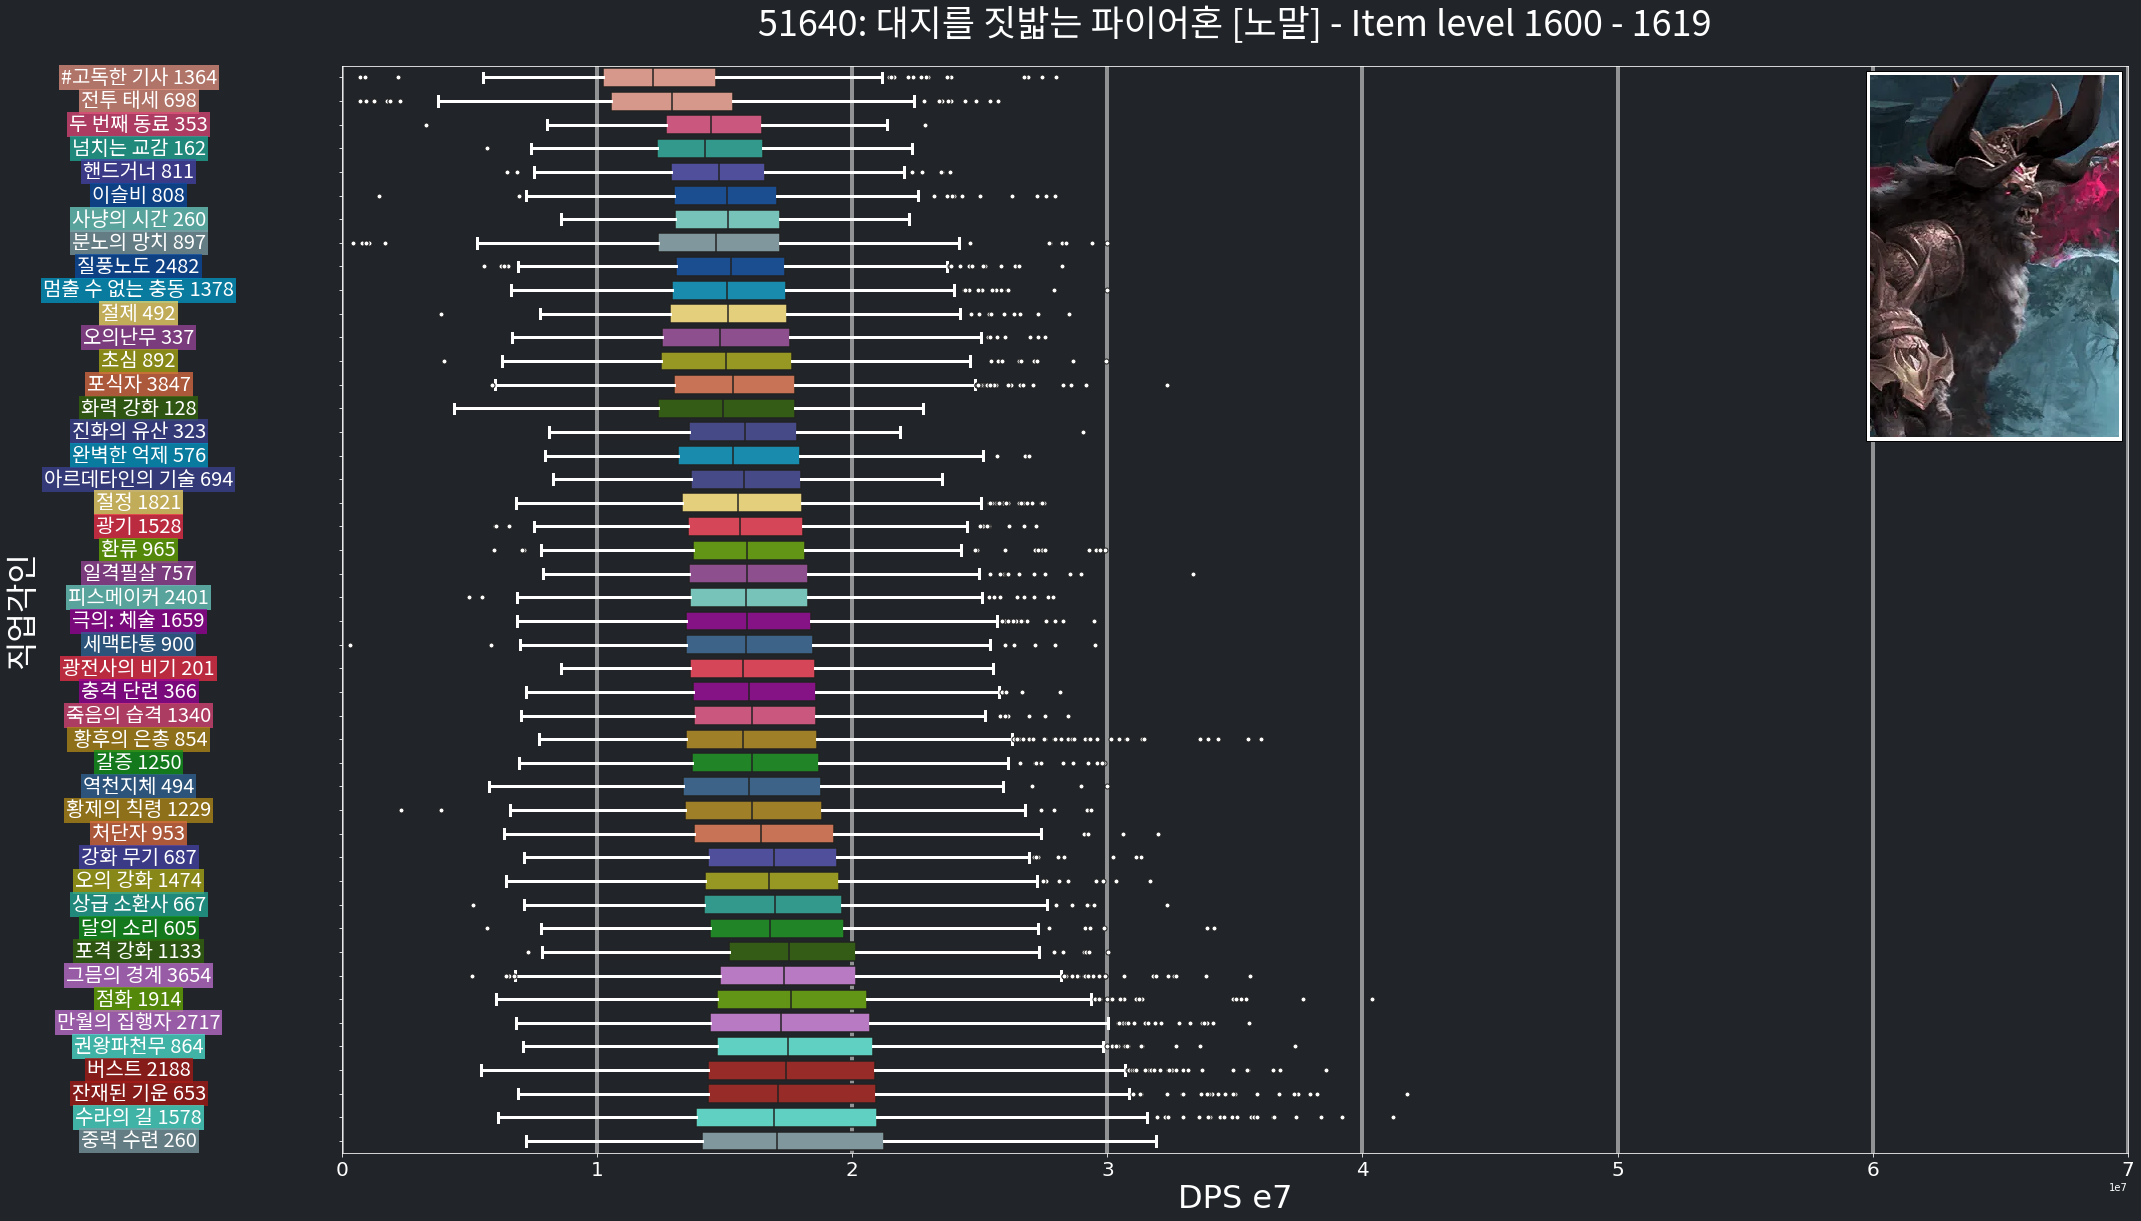 51640: 대지를 짓밟는 파이어혼 [노말] - Item level 1600 - 1619
#고독한 기사 1364
전투 태세 698
두 번째 동료 353
넘치는 교감 162
핸드거너 811
이슬비 808
사냥의 시간 260
분노의 망치 897
질풍노도 2482
멈출 수 없는 충동 1378
절제 492
오의난무 337
초심 892
포식자 3847
화력 강화 128
진화의 유산 323
완벽한 억제 576
아르데타인의 기술 694
절정 1821
광기 1528
환류 965
일격필살 757
피스메이커 2401
극의: 체술 1659
세맥타통 900
광전사의 비기 201
충격 단련 366
죽음의 습격 1340
황후의 은총 854
갈증 1250
역천지체 494
황제의 칙령 1229
처단자 953
강화 무기 687
오의 강화 1474
상급 소환사 667
달의 소리 605
포격 강화 1133
그믐의 경계 3654
점화 1914
만월의 집행자 2717
권왕파천무 864
버스트 2188
잔재된 기운 653
수라의 길 1578
중력 수련 260
직업각인
0 1 2 3 4 5 6 7
DPS e7
1e7